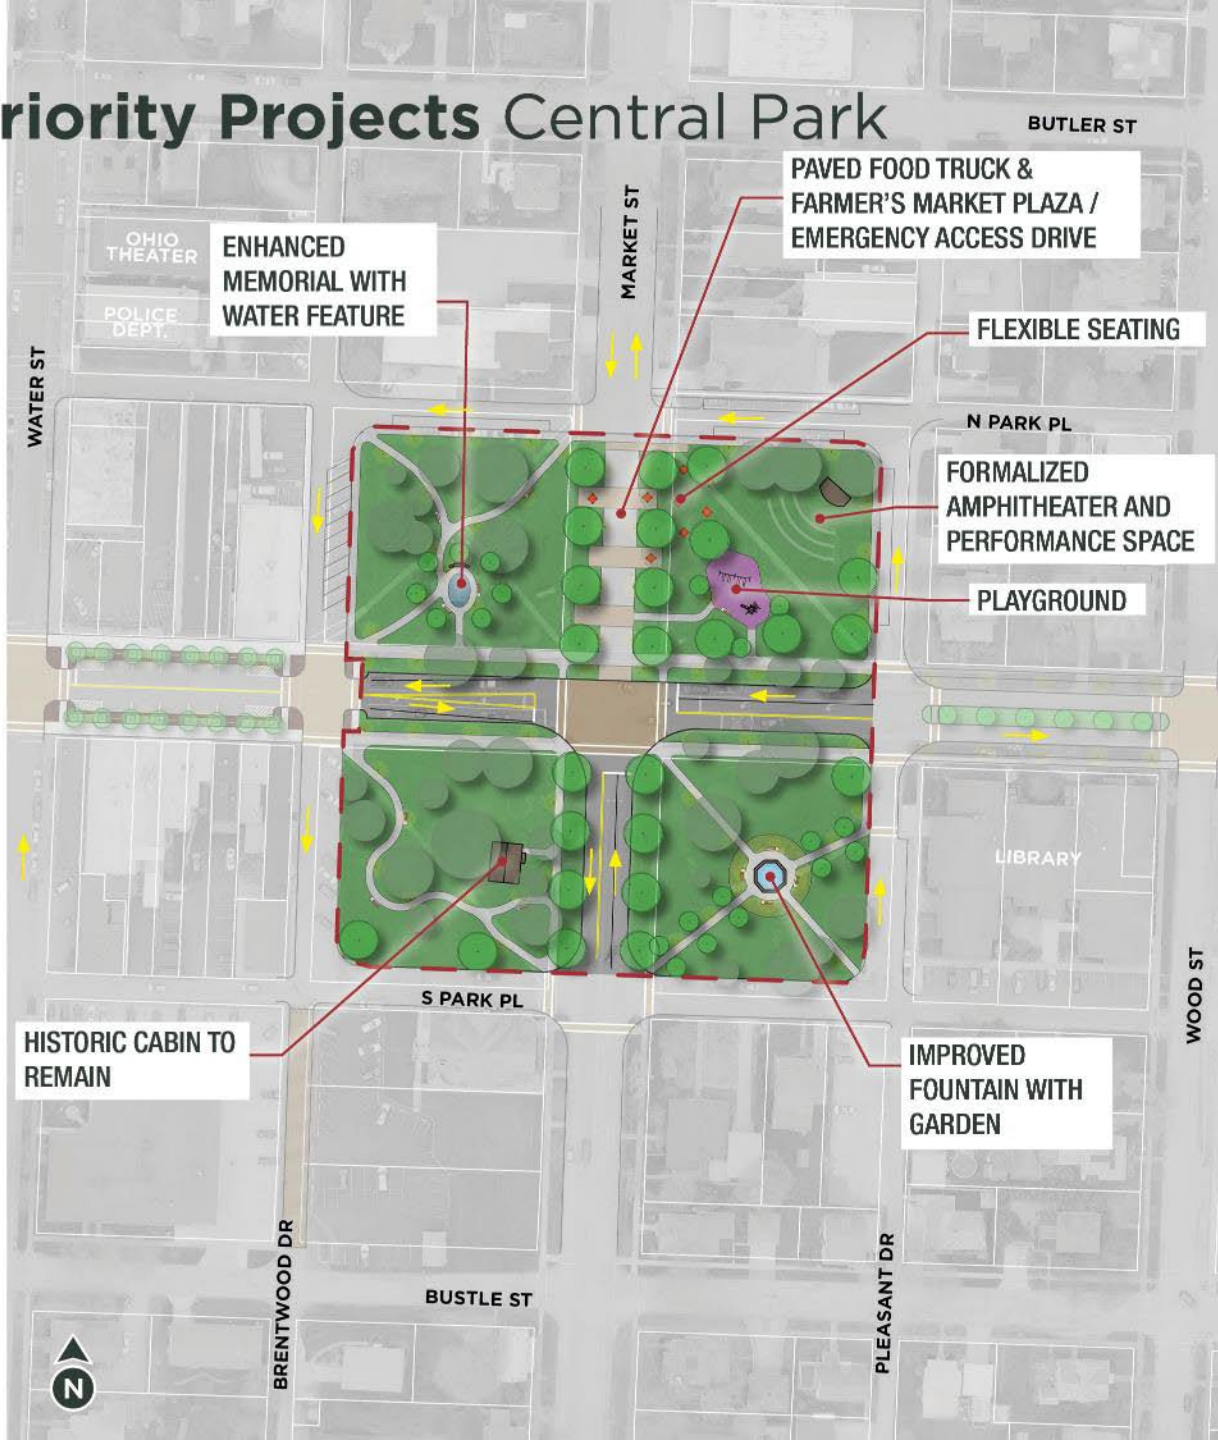 riority Projects Central Park
BUTLER ST
PAVED FOOD TRUCK &
FARMER'S MARKET PLAZA /
EMERGENCY ACCESS DRIVE
MARKET ST
OHIO
THEATER
ENHANCED
MEMORIAL WITH
WATER FEATURE
POLICE
DEPT.
FLEXIBLE SEATING
WATER ST
N PARK PL
FORMALIZED
AMPHITHEATER AND
PERFORMANCE SPACE
PLAYGROUND
LIBRARY
WOOD ST
S PARK PL
HISTORIC CABIN TO
REMAIN
IMPROVED
FOUNTAIN WITH
GARDEN
BRENTWOOD DR
PLEASANT DR
BUSTLE ST
N